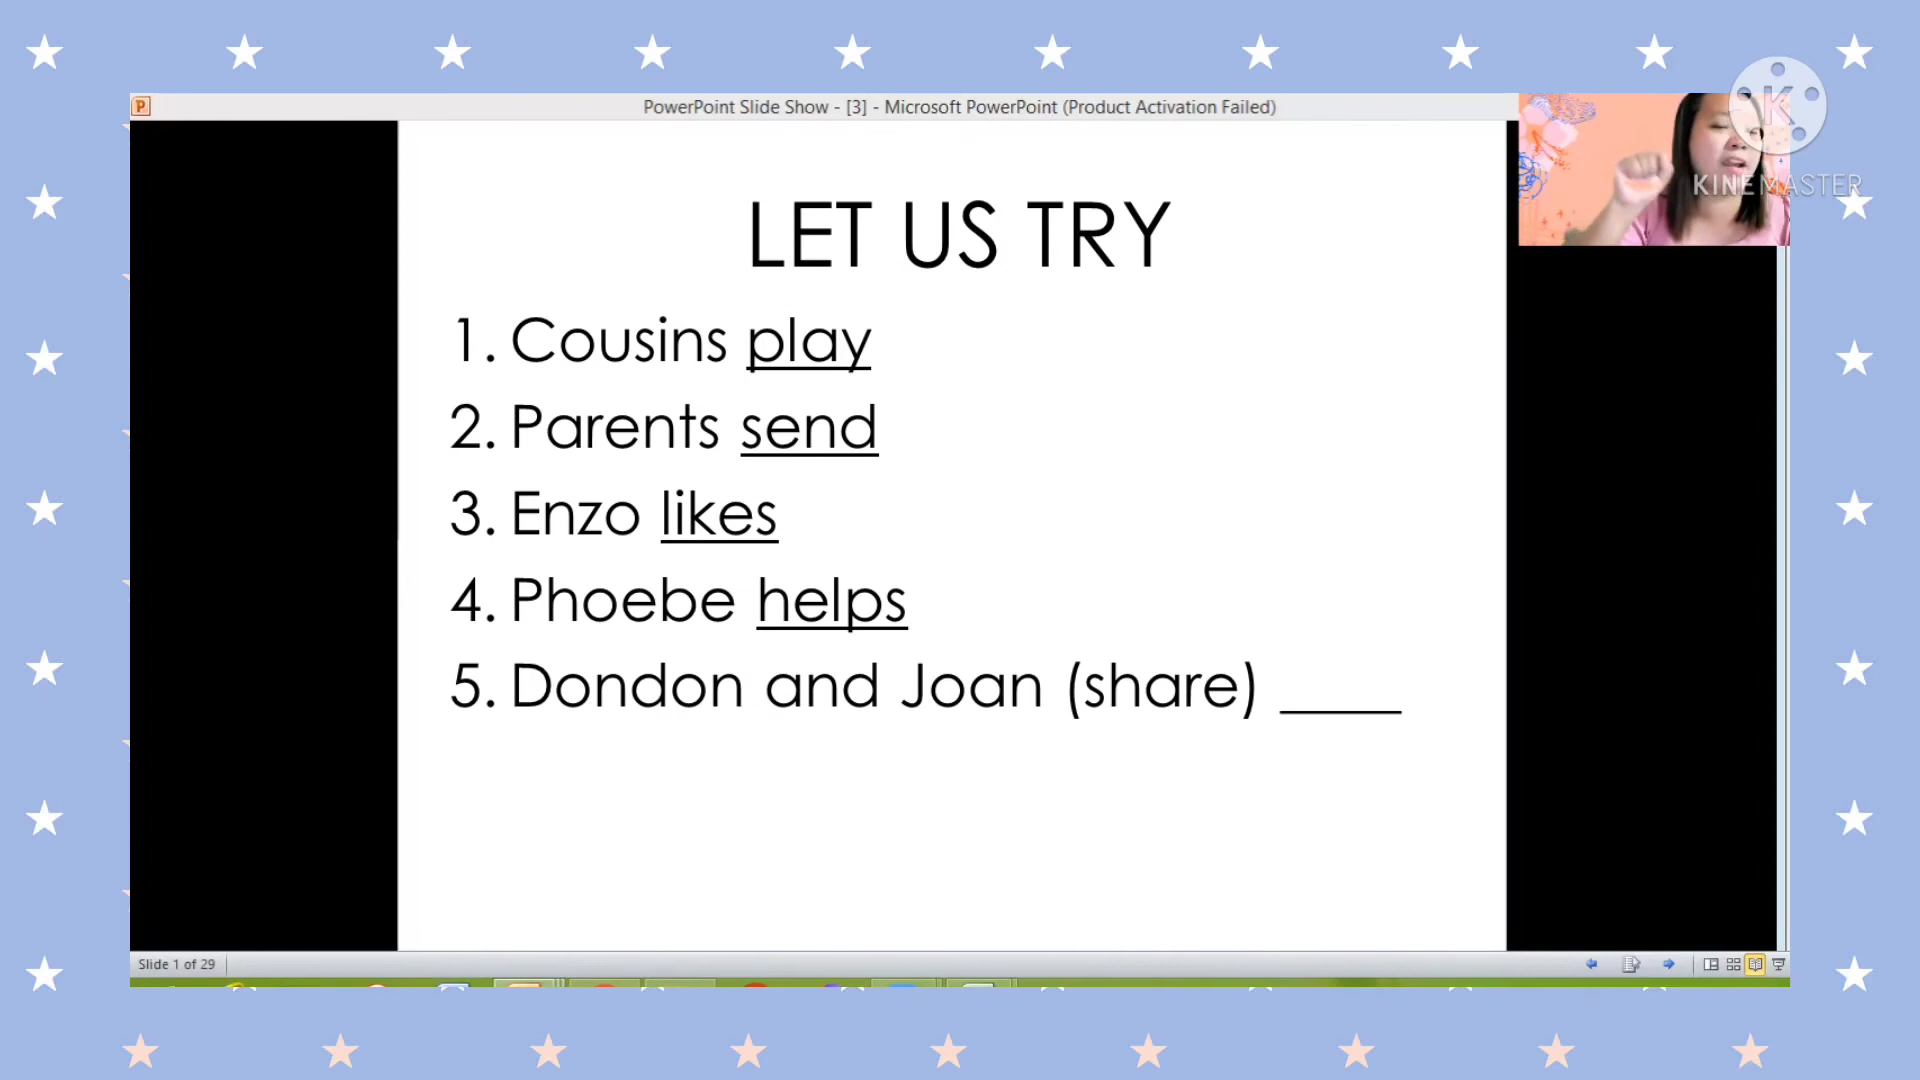 PowerPoint Slide Show - [3] - Microsoft PowerPoint (Product Activation Failed)
KINEMASTER
LET US TRY
1. Cousins play
2. Parents send
3. Enzo likes
4. Phoebe helps
5. Dondon and Joan (share) ____
Slide 1 of 29